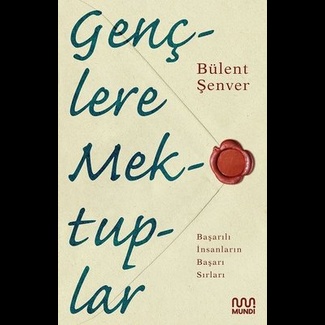 Genç-
lere
Mek-
tup-
lar
Bülent
Şenver
Başarılı
İnsanların
Başarı
Sırları
MUNDİ